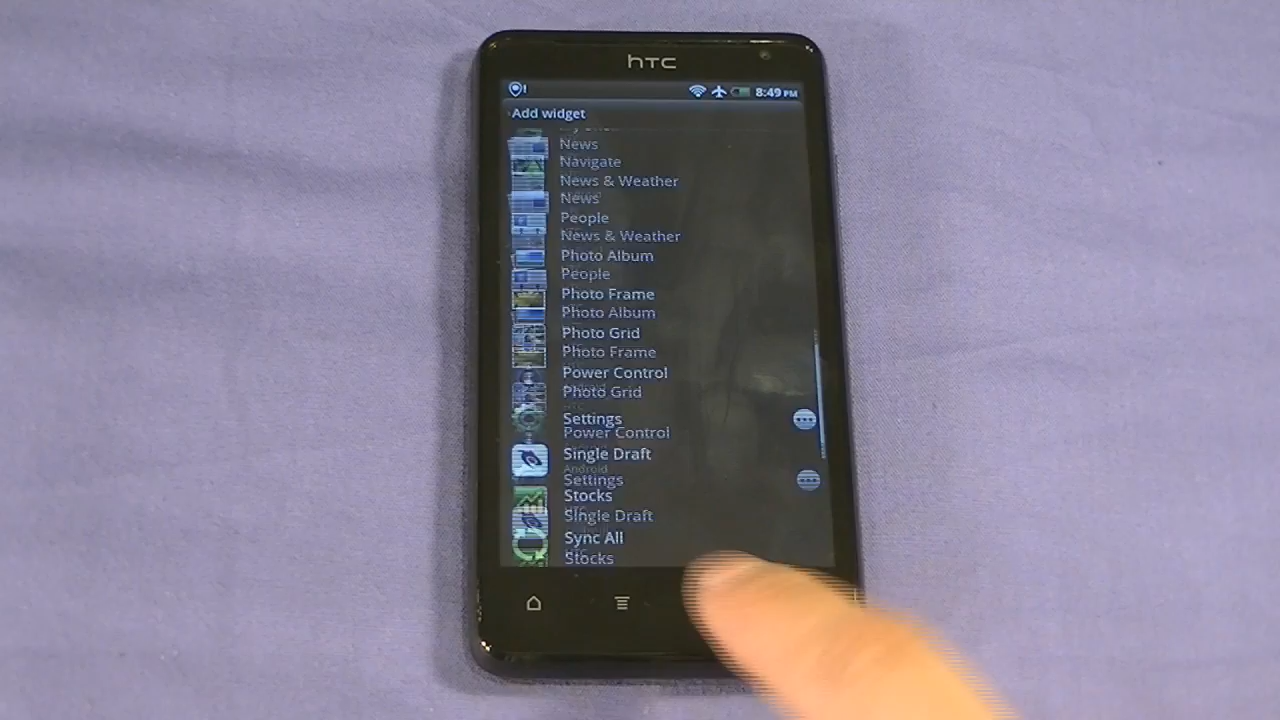 hTC
8:49 PM
Add widget
News
Navigate
News & Weather
News
People
News & Weather
Photo Album
People
Photo Frame
Photo Album
Photo Grid
Photo Frame
Power Control
Photo Grid
Settings
Power Control
Single Draft
Android
Settings
Stocks
Single Draft
Sync All
Stocks